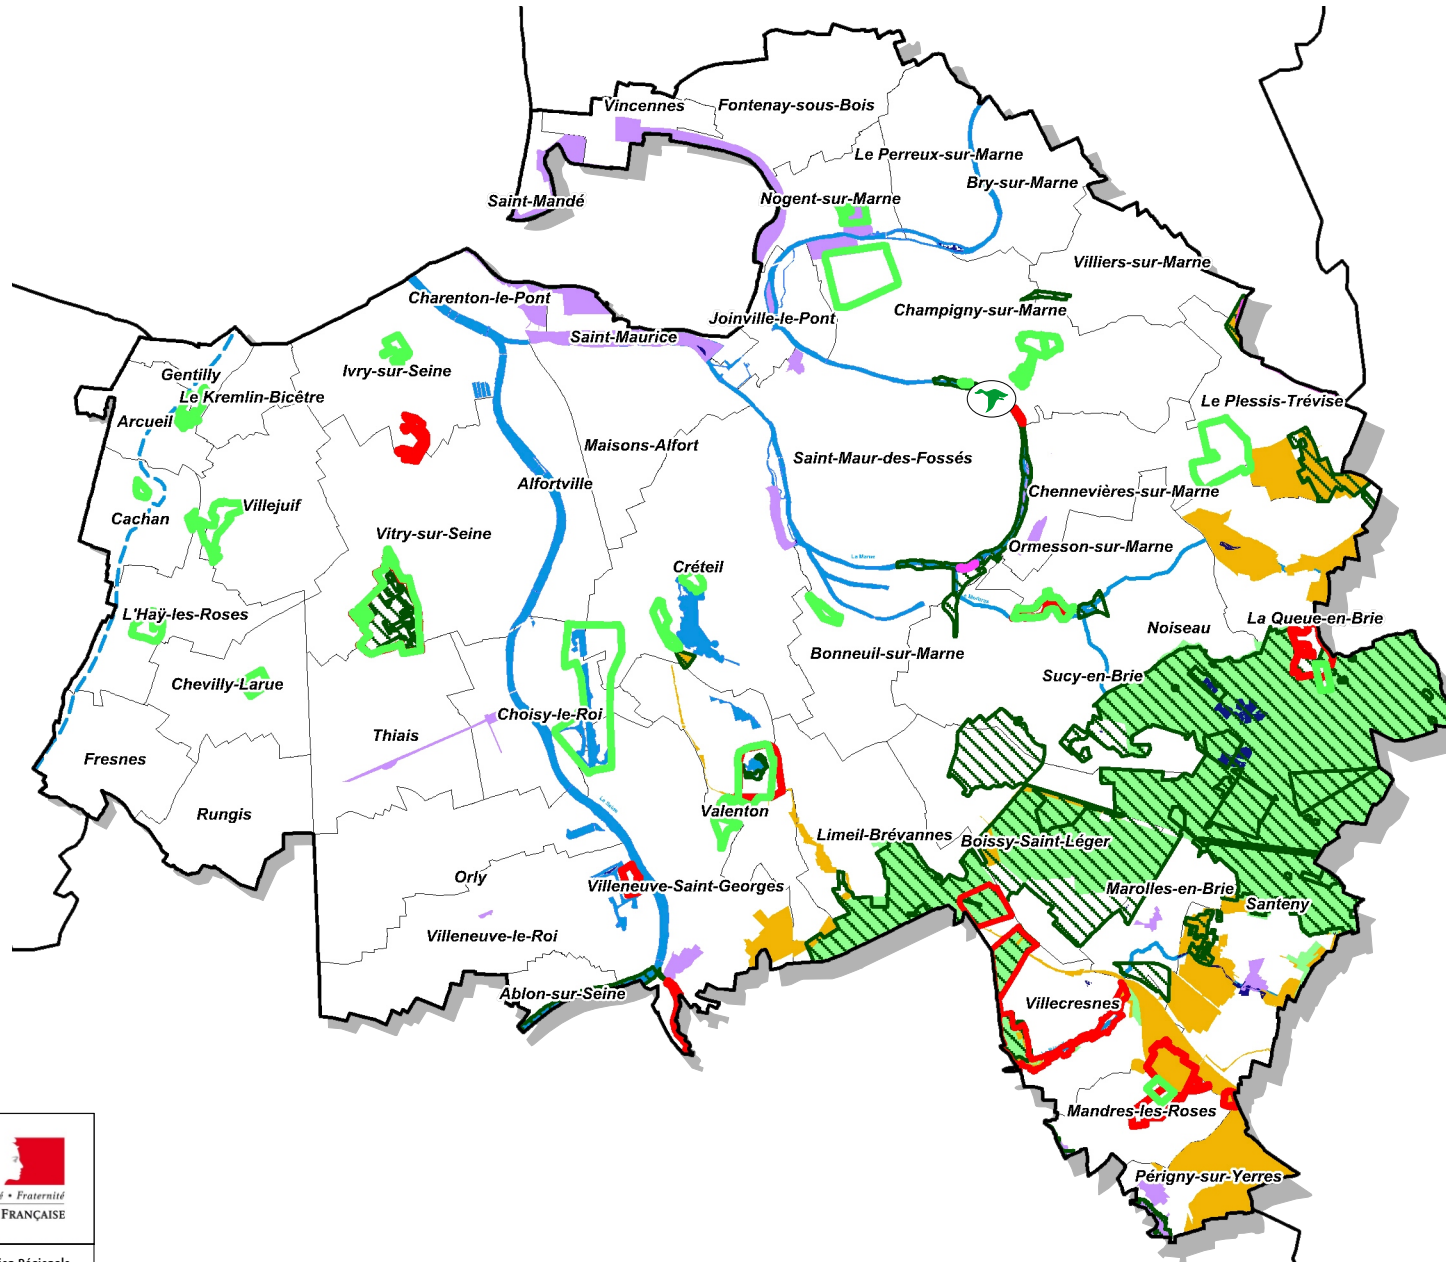 Vincennes
Fontenay-sous-Bois
Le Perreux-sur-Marne
Bry-sur-Marne
Saint-Mandé
Nogent-sur-Marne
Villiers-sur-Marne
Charenton-le-Pont
Champigny-sur-Marne
Joinville-le-Pont
Saint-Maurice
Gentilly
Ivry-sur-Seine
Le Kremlin-Bicêtre
Le Plessis-Trévise
Arcueil
Maisons-Alfort
Saint-Maur-des-Fossés
Alfortville
Chennevières-sur-Marne
Villejuif
Cachan
Vitry-sur-Seine
Ormesson-sur-Marne
La Marne
Créteil
L'Haÿ-les-Roses
La Queue-en-Brie
Noiseau
Bonneuil-sur-Marne
Sucy-en-Brie
Chevilly-Larue
Choisy-le-Roi
Thiais
Fresnes
La Seine
Rungis
Valenton
Limeil-Brévannes
Boissy-Saint-Léger
Orly
Villeneuve-Saint-Georges
Marolles-en-Brie
Santeny
Villeneuve-le-Roi
Ablon-sur-Seine
Villecresnes
Mandres-les-Roses
Périgny-sur-Yerres
é • Fraternité
FRANÇAISE